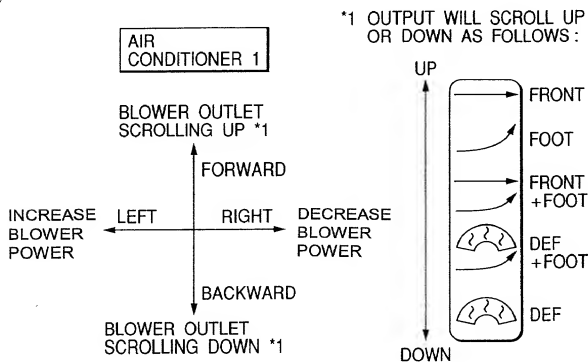 *1 OUTPUT WILL SCROLL UP
OR DOWN AS FOLLOWS:
AIR
CONDITIONER 1
BLOWER OUTLET
SCROLLING UP *1
FORWARD
INCREASE
BLOWER
POWER
LEFT
RIGHT
DECREASE
BLOWER
POWER
BACKWARD
BLOWER OUTLET
SCROLLING DOWN *1
UP
FRONT
FOOT
FRONT
+FOOT
DEF
+FOOT
DEF
DOWN